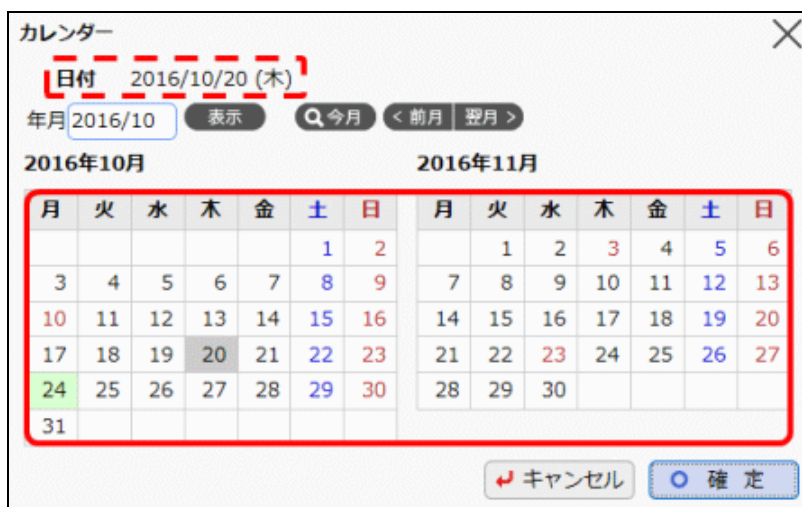 カレンダー
日付 2016/10/20 (木)
年月 2016/10 表示 今月 < 前月 翌月 >
2016年10月 2016年11月
月 火 水 木 金 土 日 月 火 水 木 金 土 日
1 2 1 2 3 4 5 6
3 4 5 6 7 8 9 7 8 9 10 11 12 13
10 11 12 13 14 15 16 14 15 16 17 18 19 20
17 18 19 20 21 22 23 21 22 23 24 25 26 27
24 25 26 27 28 29 30 28 29 30
31
キャンセル 確 定